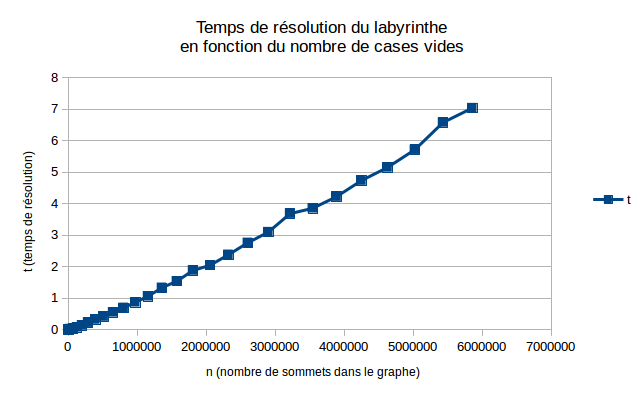 Temps de résolution du labyrinthe
en fonction du nombre de cases vides
8
7
6
5
4
3
2
1
0
t (temps de résolution)
t
0 1000000 2000000 3000000 4000000 5000000 6000000 7000000
n (nombre de sommets dans le graphe)